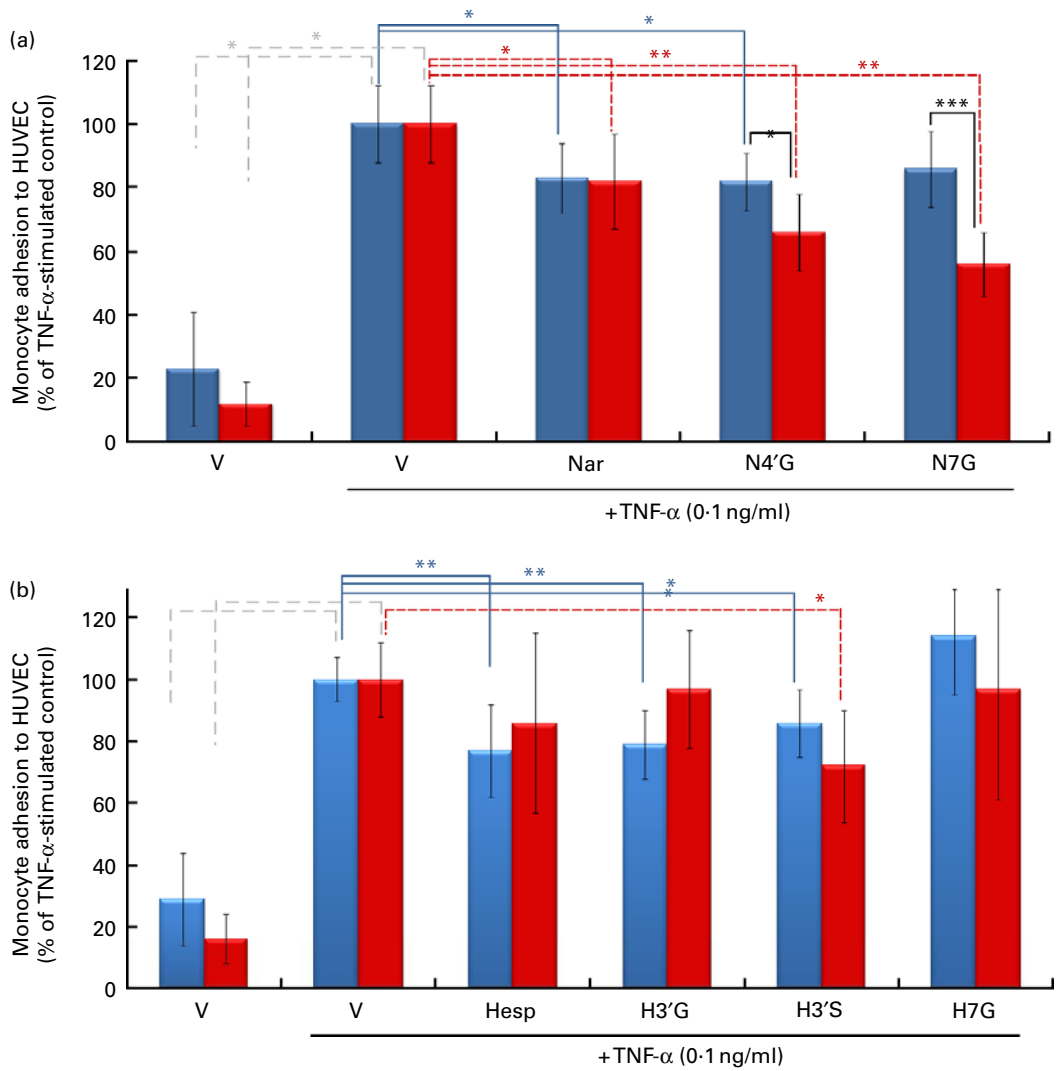 (a)
* * * * * ** **
Monocyte adhesion to HUVEC
(% of TNF-α-stimulated control)
120
100
80
60
40
20
0
* ***
V V Nar N4′G N7G
+TNF-α (0·1 ng/ml)
(b)
** ** * * *
Monocyte adhesion to HUVEC
(% of TNF-α-stimulated control)
120
100
80
60
40
20
0
V V Hesp H3′G H3′S H7G
+TNF-α (0·1 ng/ml)